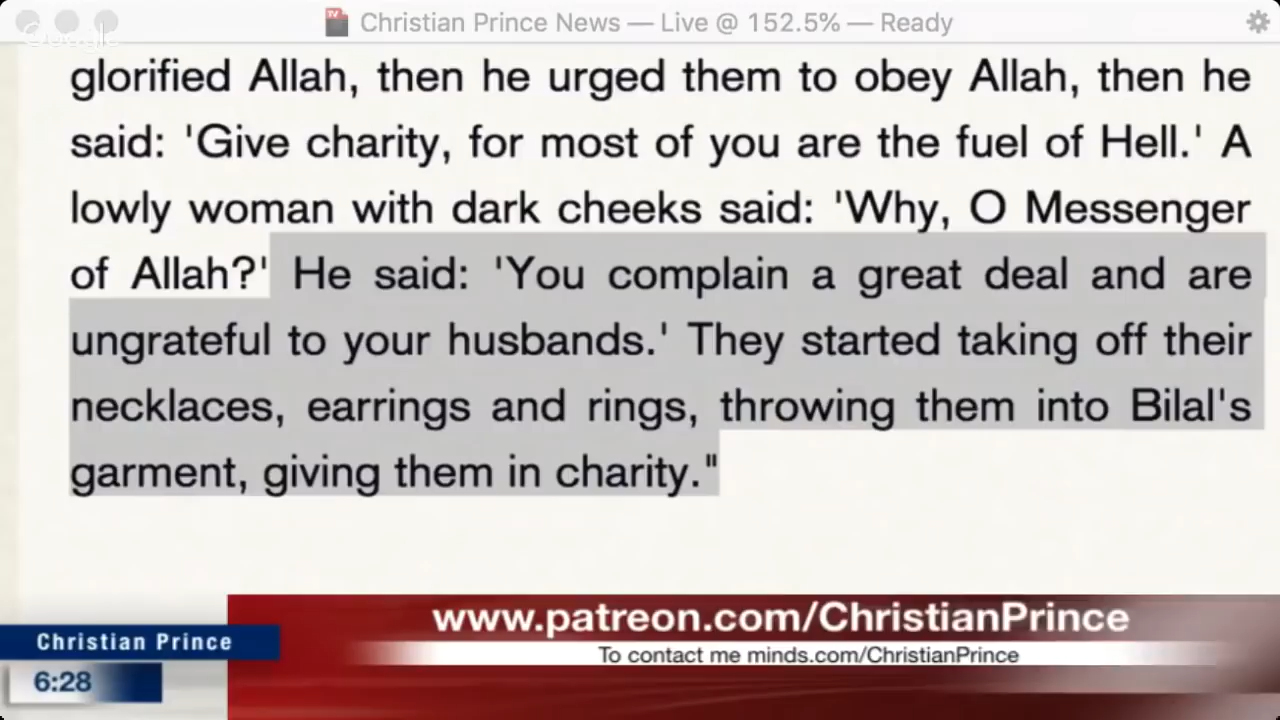 Christian Prince News — Live @ 152.5% — Ready
Google
glorified Allah, then he urged them to obey Allah, then he
said: 'Give charity, for most of you are the fuel of Hell.' A
lowly woman with dark cheeks said: 'Why, O Messenger
of Allah?' He said: 'You complain a great deal and are
ungrateful to your husbands.' They started taking off their
necklaces, earrings and rings, throwing them into Bilal's
garment, giving them in charity."
www.patreon.com/ChristianPrince
Christian Prince
To contact me minds.com/ChristianPrince
6:28